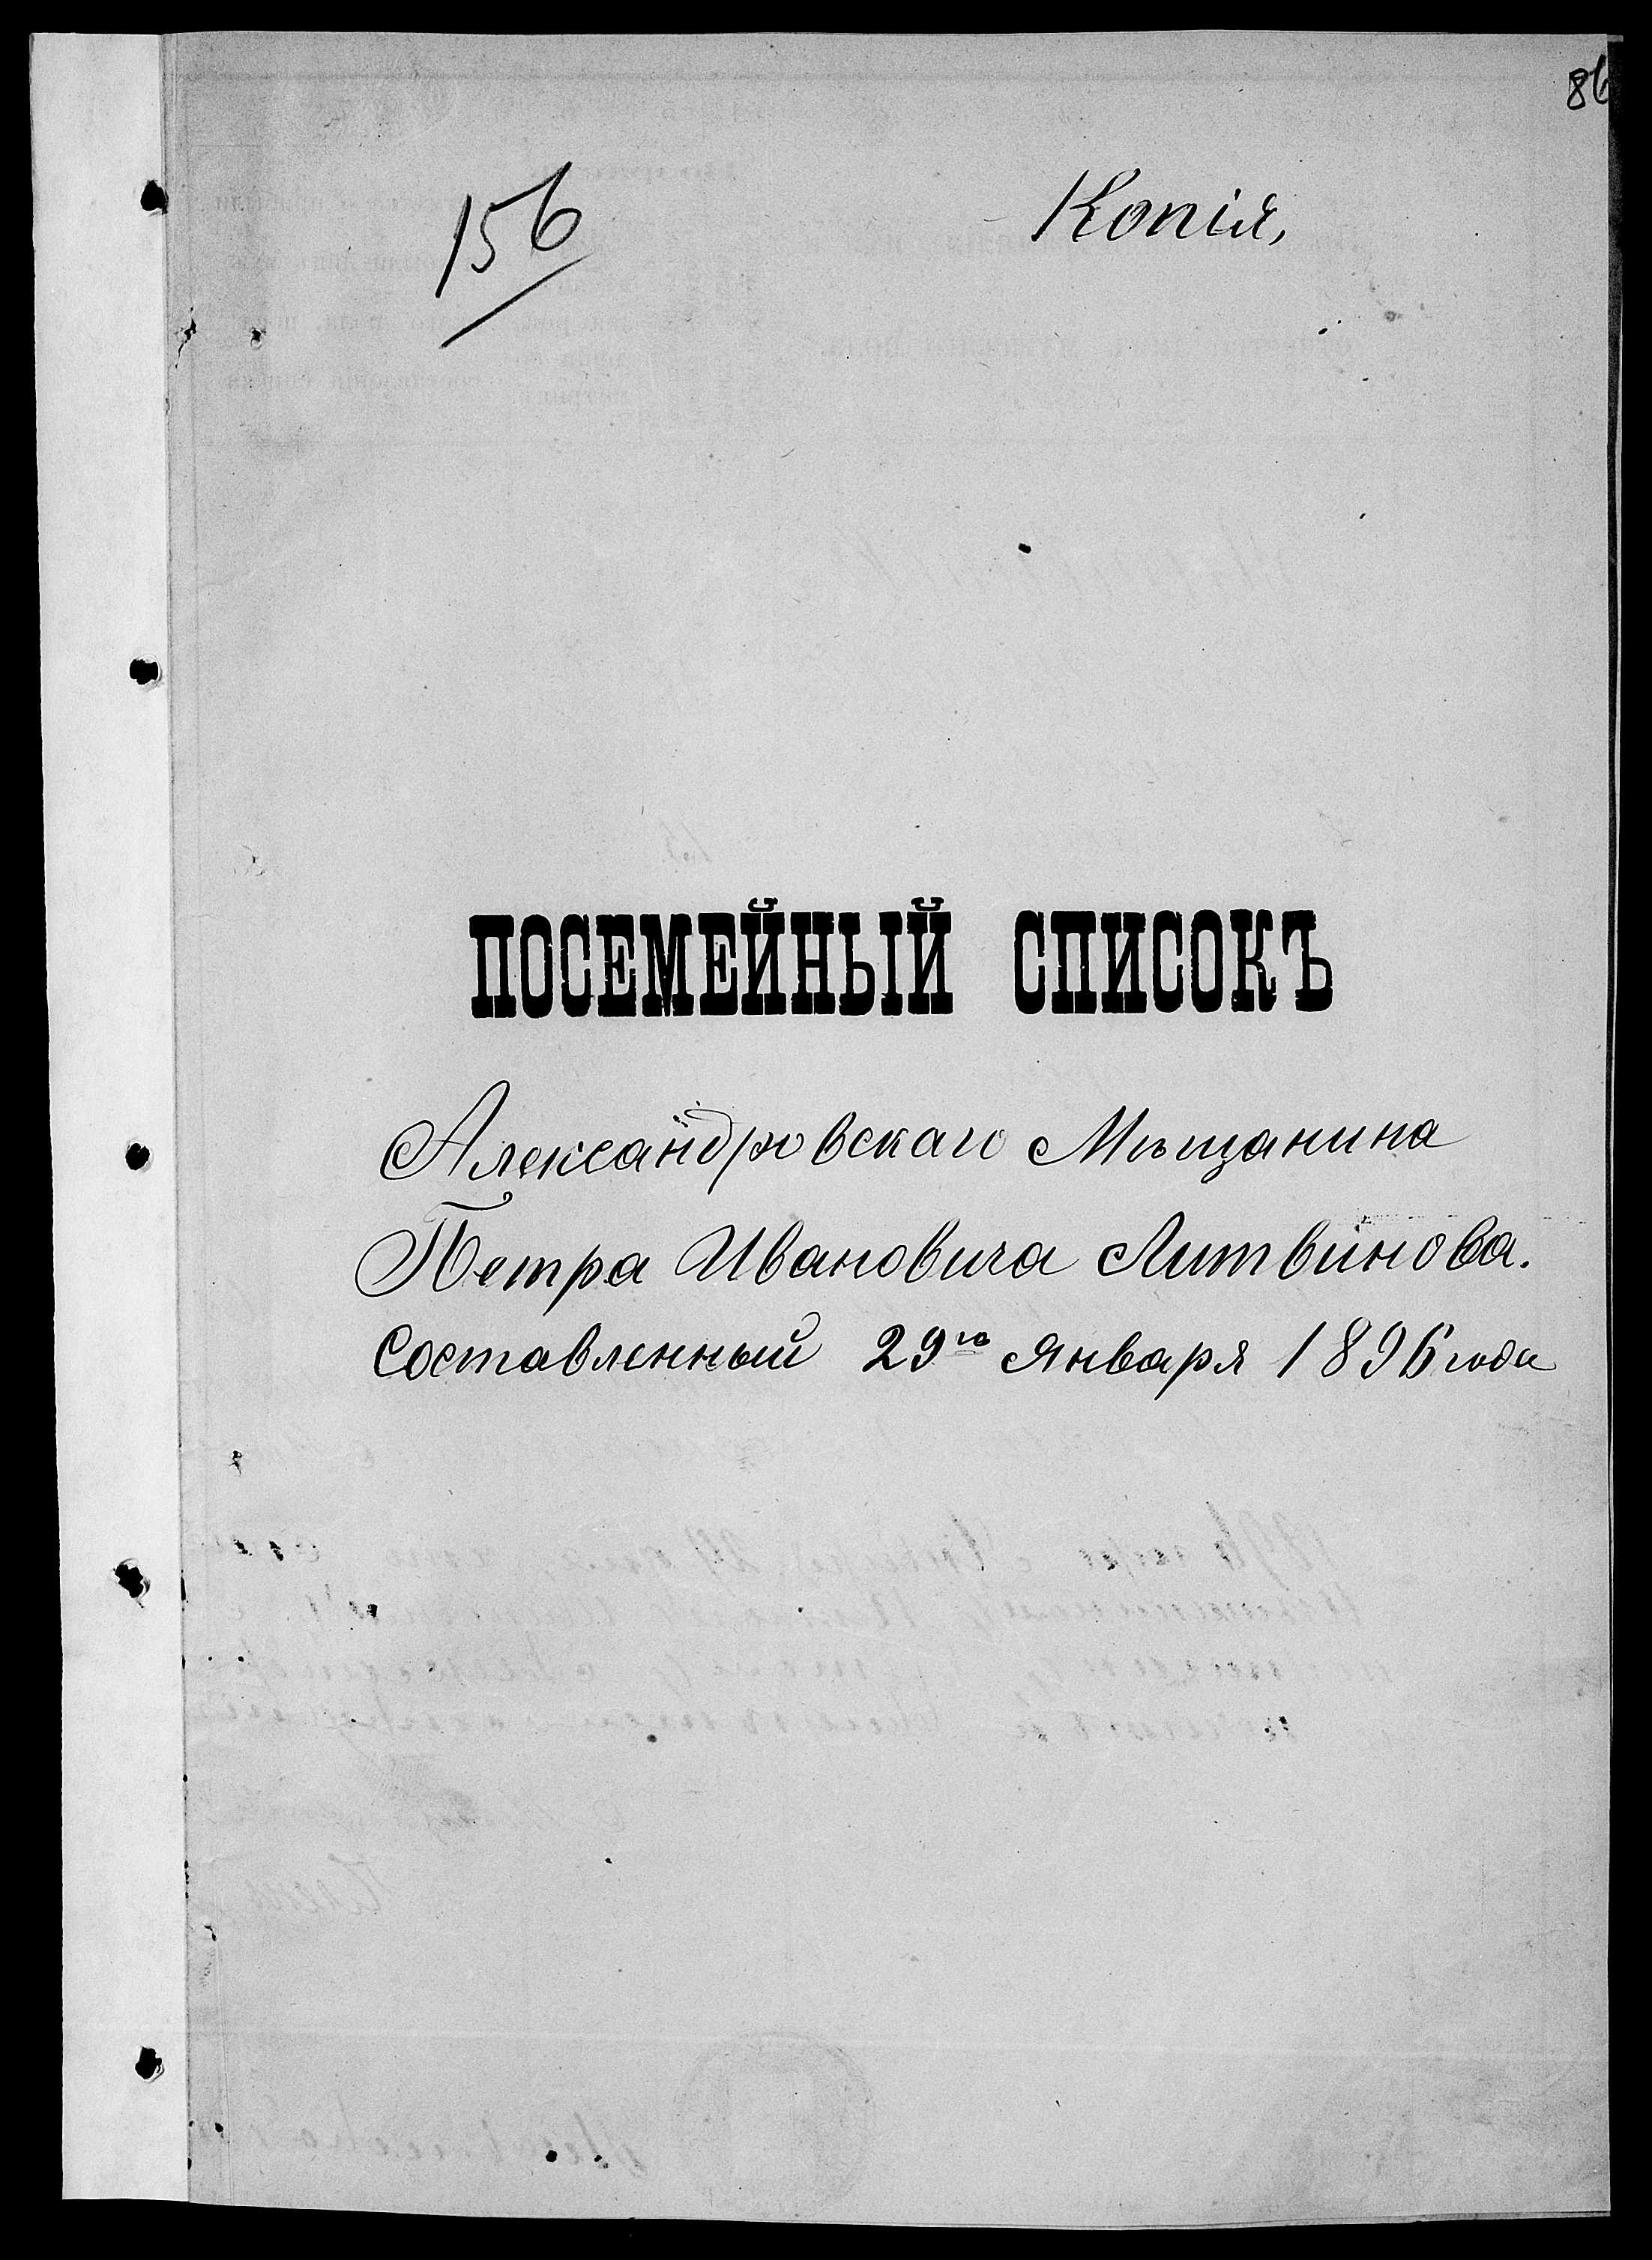 86
156
Копія,
ПОСЕМЕЙНЫЙ СПИСОКЪ
Александровскаго Мѣщанина
Петра Ивановича Литвинова.
Составленный 29го Января 1896 года